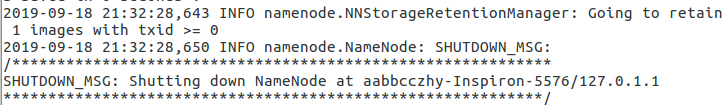 2019-09-18 21:32:28,643 INFO namenode.NNStorageRetentionManager: Going to retain
 1 images with txid >= 0
2019-09-18 21:32:28,650 INFO namenode.NameNode: SHUTDOWN_MSG:
/************************************************************
SHUTDOWN_MSG: Shutting down NameNode at aabbcczhy-Inspiron-5576/127.0.1.1
************************************************************/